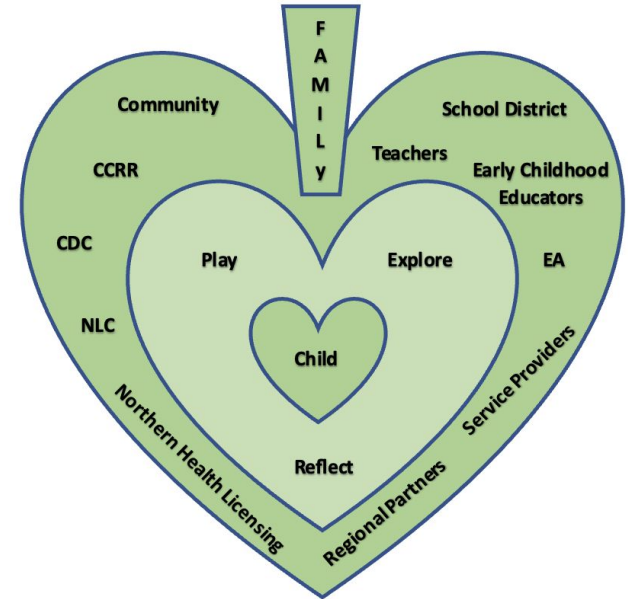 FAMILy
Community
School District
Teachers
CCRR
Early Childhood
Educators
CDC
Play
Explore
EA
NLC
Child
Service Providers
Northern Health Licensing
Reflect
Regional Partners